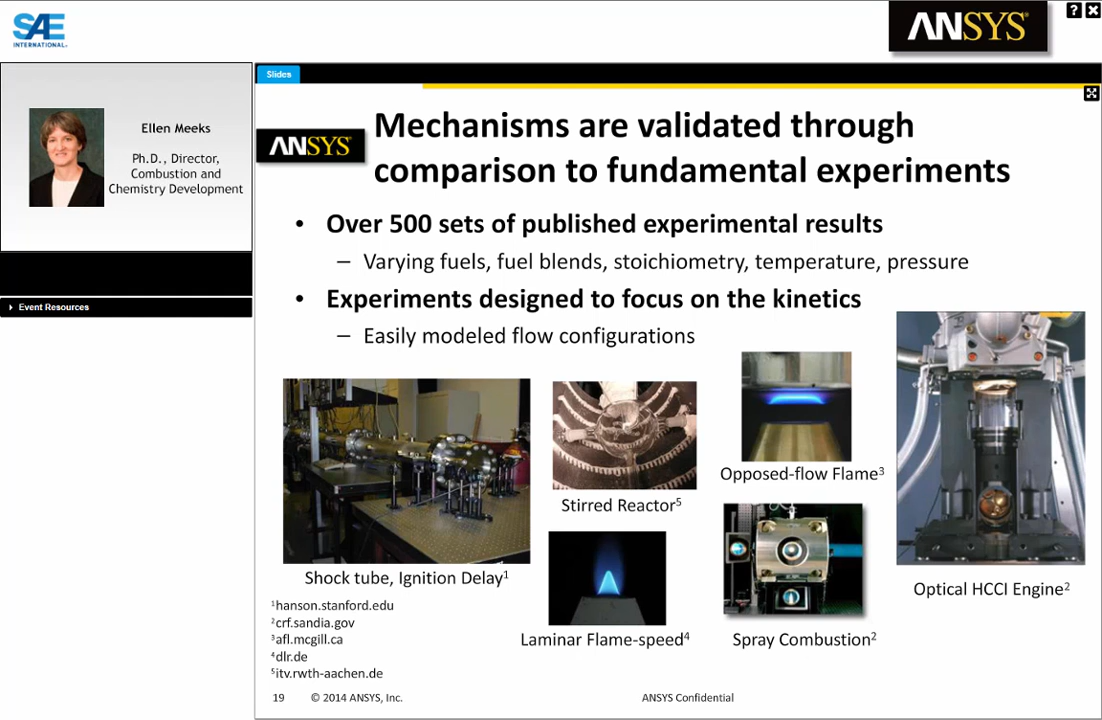 SAE
INTERNATIONAL
ANSYS
?
Ellen Meeks
Ph.D., Director,
Combustion and
Chemistry Development
Event Resources
Slides
ANSYS
Mechanisms are validated through
comparison to fundamental experiments
• Over 500 sets of published experimental results
– Varying fuels, fuel blends, stoichiometry, temperature, pressure
• Experiments designed to focus on the kinetics
– Easily modeled flow configurations
Opposed-flow Flame³
Stirred Reactor⁵
Shock tube, Ignition Delay¹
Optical HCCI Engine²
Laminar Flame-speed⁴
Spray Combustion²
¹hanson.stanford.edu
²crf.sandia.gov
³afl.mcgill.ca
⁴dlr.de
⁵itv.rwth-aachen.de
19 © 2014 ANSYS, Inc. ANSYS Confidential